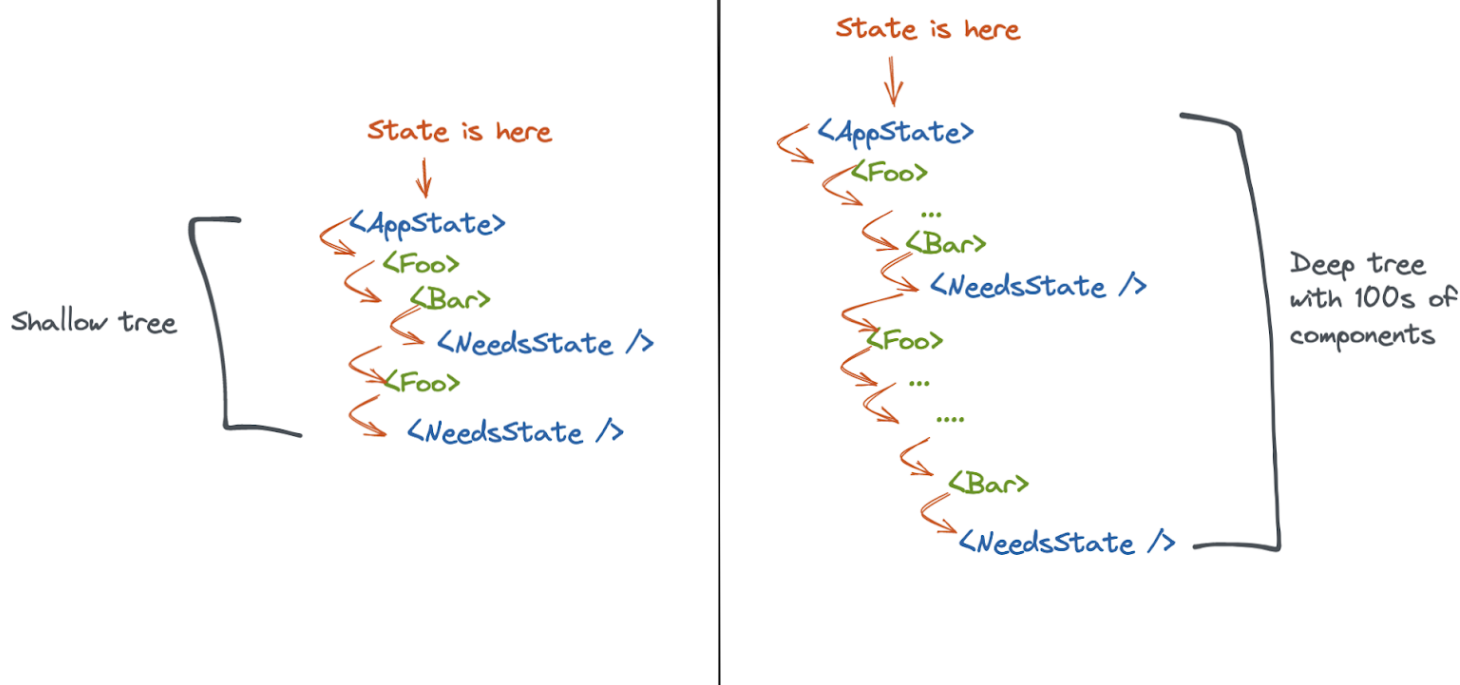 State is here
<AppState>
<Foo>
<Bar>
<NeedsState />
<Foo>
<NeedsState />
Shallow tree
State is here
<AppState>
<Foo>
...
<Bar>
<NeedsState />
<Foo>
...
....
<Bar>
<NeedsState />
Deep tree
with 100s of
components